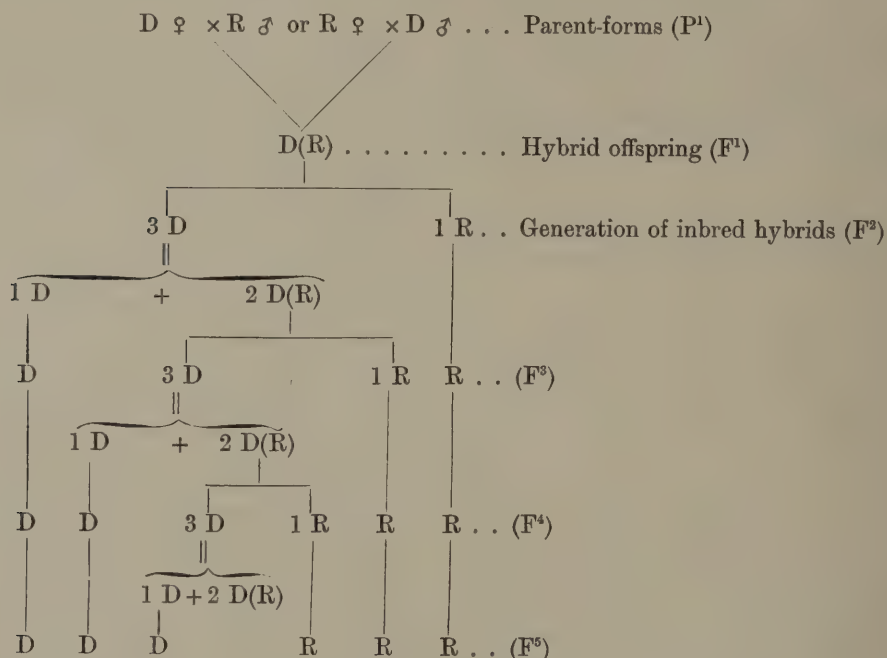 D ♀ × R ♂ or R ♀ × D ♂ . . . Parent-forms (P¹)
D(R) . . . . . . . . . Hybrid offspring (F¹)
3 D 1 R . . Generation of inbred hybrids (F²)
1 D + 2 D(R)
D 3 D 1 R R . . (F³)
1 D + 2 D(R)
D D 3 D 1 R R R . . (F⁴)
1 D + 2 D(R)
D D D R R R . . (F⁵)